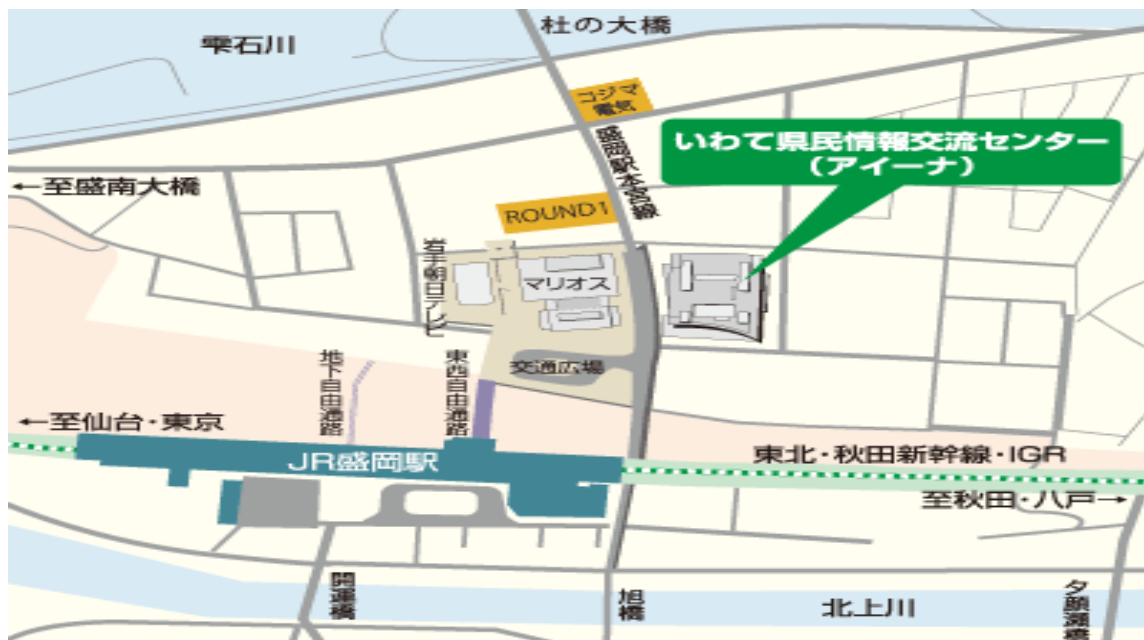 杜の大橋
雫石川
コジマ
電気
盛岡駅本宮線
いわて県民情報交流センター
(アイーナ)
←至盛南大橋
ROUND1
岩手朝日テレビ
マリオス
交通広場
地下自由通路
東西自由通路
←至仙台・東京
JR盛岡駅
東北・秋田新幹線・IGR
至秋田・八戸→
開運橋
旭橋
北上川
夕顔瀬橋